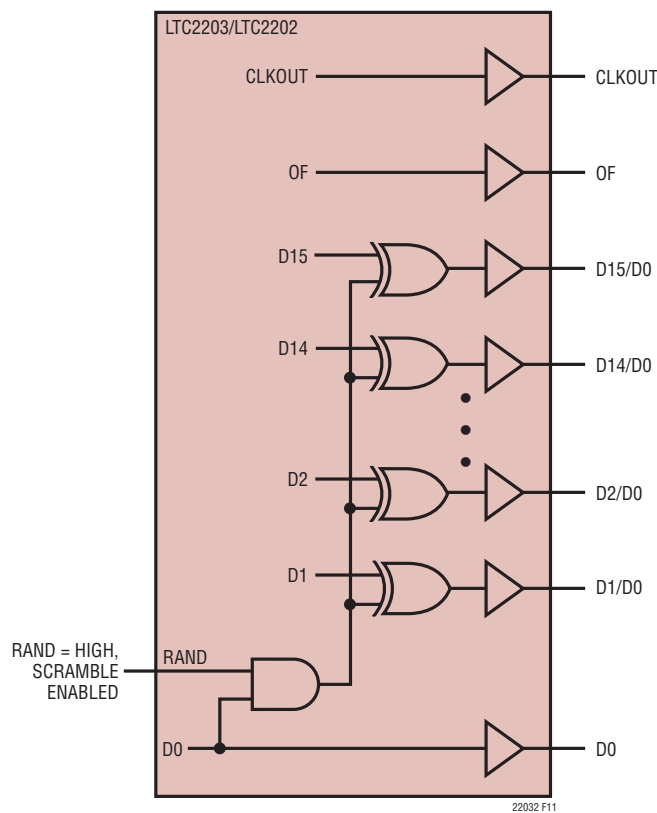 LTC2203/LTC2202
CLKOUT
CLKOUT
OF
OF
D15
D15/D0
D14
D14/D0
D2
D2/D0
D1
D1/D0
RAND = HIGH,
SCRAMBLE
ENABLED
RAND
D0
D0
22032 F11